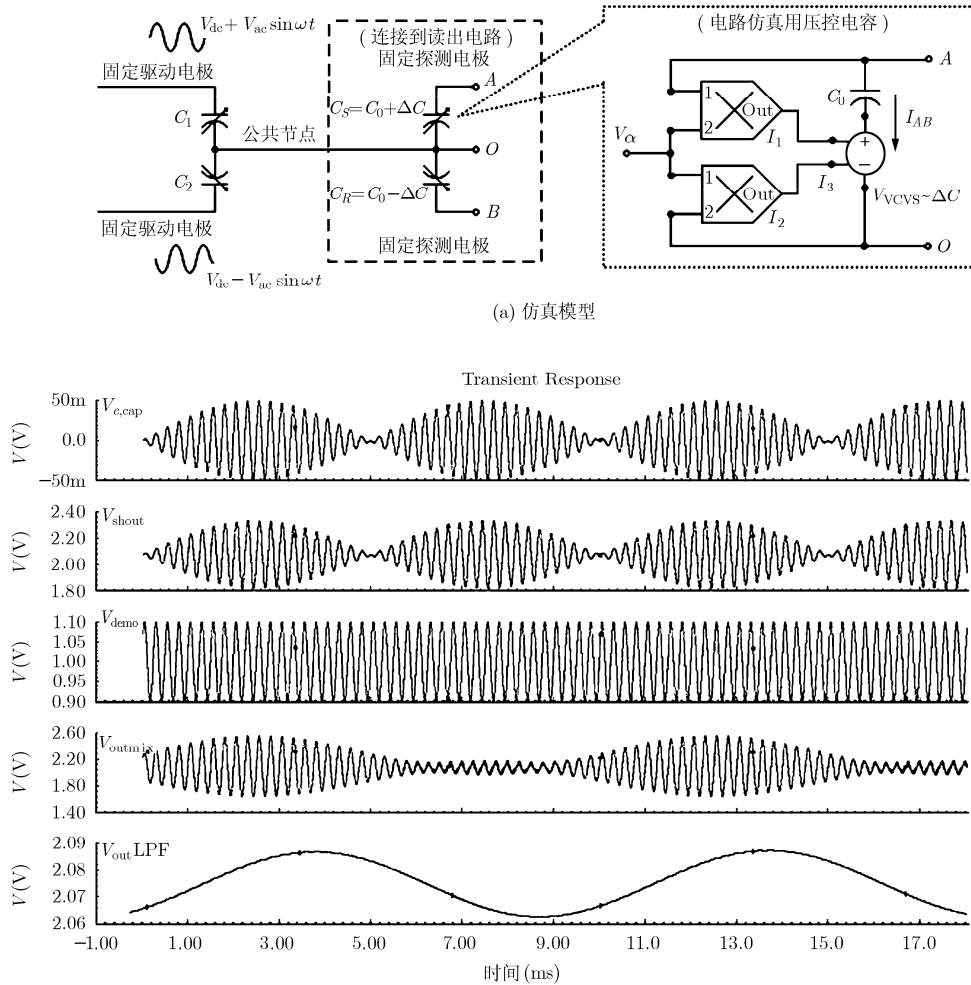 V_dc + V_ac sin ωt
固定驱动电极
C_1
公共节点
C_2
固定驱动电极
V_dc − V_ac sin ωt
(连接到读出电路)
固定探测电极
A
C_S=C_0+ΔC
O
C_R=C_0−ΔC
B
固定探测电极
(电路仿真用压控电容)
A
1
Out
2
I_1
V_α
1
Out
2
I_2
I_3
C_0
I_AB
+
−
V_VCVS~ΔC
O
(a) 仿真模型
Transient Response
V_c,cap
50m
0.0
−50m
V(V)
V_shout
2.40
2.20
2.00
1.80
V(V)
V_demo
1.10
1.05
1.00
0.95
0.90
V(V)
V_outmix
2.60
2.20
1.80
1.40
V(V)
V_out LPF
2.09
2.08
2.07
2.06
V(V)
−1.00 1.00 3.00 5.00 7.00 9.00 11.0 13.0 15.0 17.0
时间(ms)